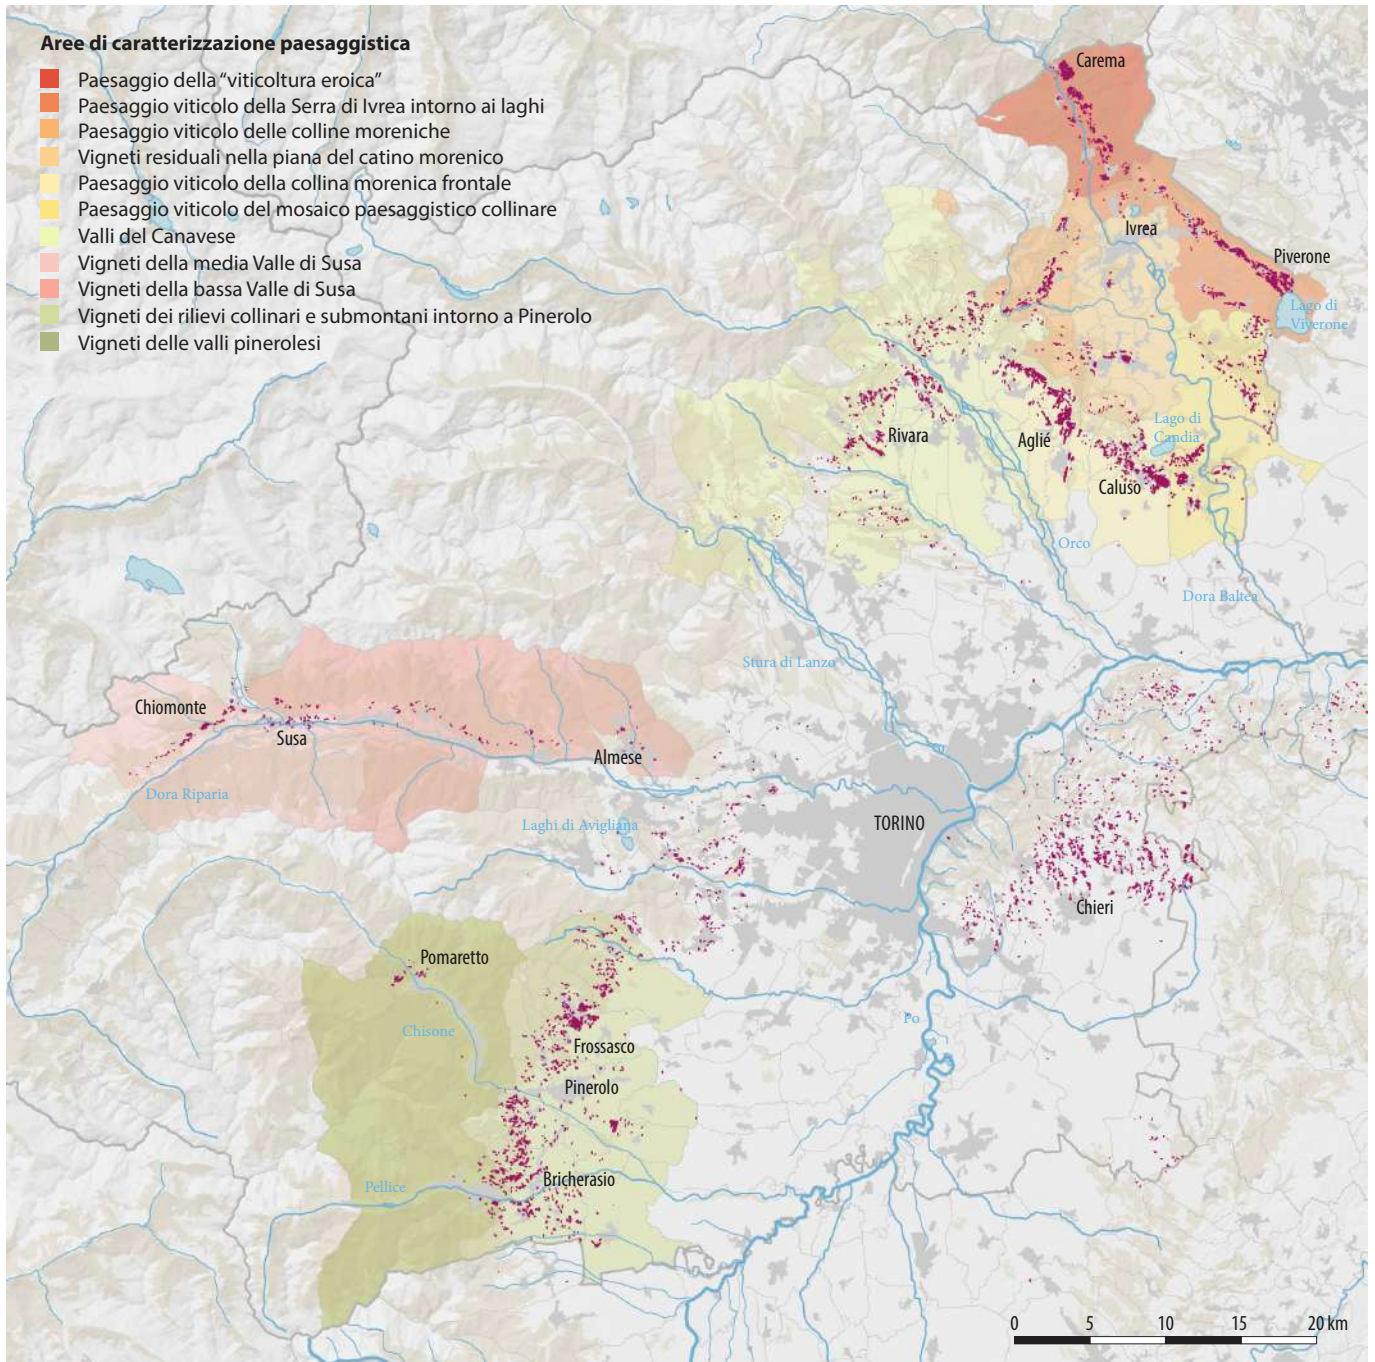 Aree di caratterizzazione paesaggistica
Paesaggio della “viticoltura eroica”
Paesaggio viticolo della Serra di Ivrea intorno ai laghi
Paesaggio viticolo delle colline moreniche
Vigneti residuali nella piana del catino morenico
Paesaggio viticolo della collina morenica frontale
Paesaggio viticolo del mosaico paesaggistico collinare
Valli del Canavese
Vigneti della media Valle di Susa
Vigneti della bassa Valle di Susa
Vigneti dei rilievi collinari e submontani intorno a Pinerolo
Vigneti delle valli pinerolesi
Carema
Ivrea
Piverone
Lago di
Viverone
Lago di
Candia
Rivara
Aglié
Caluso
Orco
Dora Baltea
Stura di Lanzo
Chiomonte
Susa
Almese
Dora Riparia
Laghi di Avigliana
TORINO
Chieri
Pomaretto
Chisone
Po
Frossasco
Pinerolo
Bricherasio
Pellice
0 5 10 15 20 km